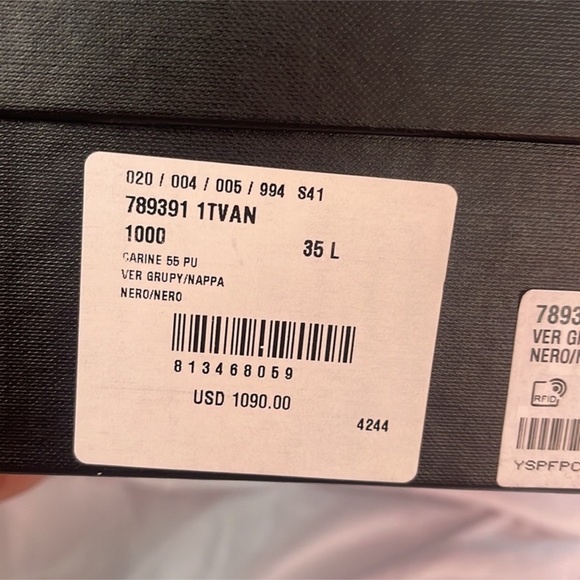 020 / 004 / 005 / 994 S41
789391 1TVAN
1000 35 L
CARINE 55 PU
VER GRUPY/NAPPA
NERO/NERO
813468059
USD 1090.00
4244
7893
VER G
NERO/
RFID
YSPFPC